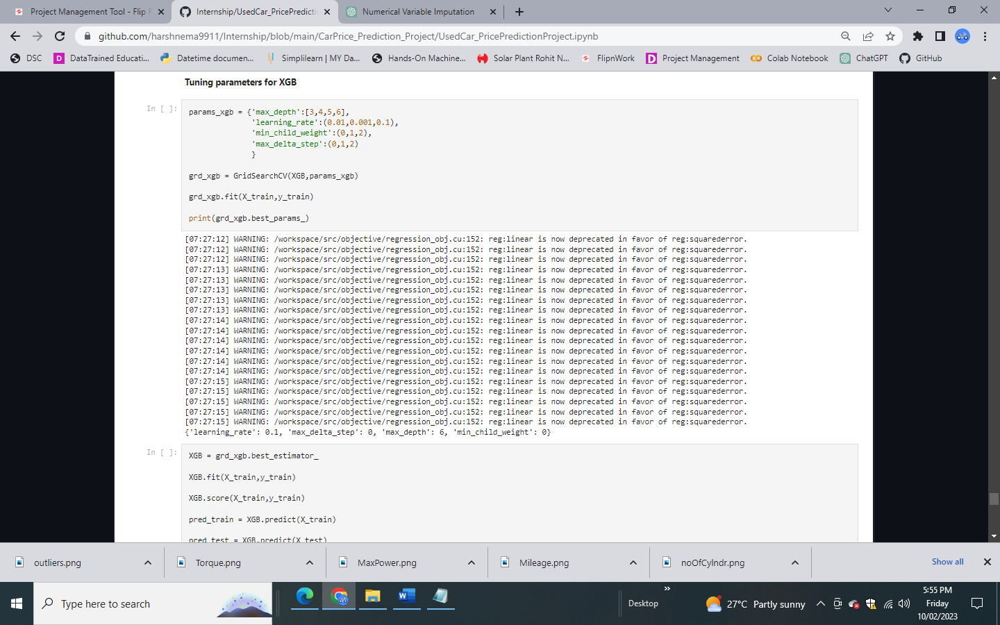 Project Management Tool - Flip F
Internship/UsedCar_PricePredicti
Numerical Variable Imputation
github.com/harshnema9911/Internship/blob/main/CarPrice_Prediction_Project/UsedCar_PricePredictionProject.ipynb
DSC
DataTrained Educati...
Datetime documen...
Simplilearn | MY Da...
Hands-On Machine...
Solar Plant Rohit N...
FlipnWork
Project Management
Colab Notebook
ChatGPT
GitHub
Tuning parameters for XGB
In [ ]:
params_xgb = {'max_depth':[3,4,5,6],
'learning_rate':(0.01,0.001,0.1),
'min_child_weight':(0,1,2),
'max_delta_step':(0,1,2)
}
grd_xgb = GridSearchCV(XGB,params_xgb)
grd_xgb.fit(X_train,y_train)
print(grd_xgb.best_params_)
[07:27:12] WARNING: /workspace/src/objective/regression_obj.cu:152: reg:linear is now deprecated in favor of reg:squarederror.
[07:27:12] WARNING: /workspace/src/objective/regression_obj.cu:152: reg:linear is now deprecated in favor of reg:squarederror.
[07:27:12] WARNING: /workspace/src/objective/regression_obj.cu:152: reg:linear is now deprecated in favor of reg:squarederror.
[07:27:13] WARNING: /workspace/src/objective/regression_obj.cu:152: reg:linear is now deprecated in favor of reg:squarederror.
[07:27:13] WARNING: /workspace/src/objective/regression_obj.cu:152: reg:linear is now deprecated in favor of reg:squarederror.
[07:27:13] WARNING: /workspace/src/objective/regression_obj.cu:152: reg:linear is now deprecated in favor of reg:squarederror.
[07:27:13] WARNING: /workspace/src/objective/regression_obj.cu:152: reg:linear is now deprecated in favor of reg:squarederror.
[07:27:13] WARNING: /workspace/src/objective/regression_obj.cu:152: reg:linear is now deprecated in favor of reg:squarederror.
[07:27:14] WARNING: /workspace/src/objective/regression_obj.cu:152: reg:linear is now deprecated in favor of reg:squarederror.
[07:27:14] WARNING: /workspace/src/objective/regression_obj.cu:152: reg:linear is now deprecated in favor of reg:squarederror.
[07:27:14] WARNING: /workspace/src/objective/regression_obj.cu:152: reg:linear is now deprecated in favor of reg:squarederror.
[07:27:14] WARNING: /workspace/src/objective/regression_obj.cu:152: reg:linear is now deprecated in favor of reg:squarederror.
[07:27:14] WARNING: /workspace/src/objective/regression_obj.cu:152: reg:linear is now deprecated in favor of reg:squarederror.
[07:27:14] WARNING: /workspace/src/objective/regression_obj.cu:152: reg:linear is now deprecated in favor of reg:squarederror.
[07:27:15] WARNING: /workspace/src/objective/regression_obj.cu:152: reg:linear is now deprecated in favor of reg:squarederror.
[07:27:15] WARNING: /workspace/src/objective/regression_obj.cu:152: reg:linear is now deprecated in favor of reg:squarederror.
[07:27:15] WARNING: /workspace/src/objective/regression_obj.cu:152: reg:linear is now deprecated in favor of reg:squarederror.
[07:27:15] WARNING: /workspace/src/objective/regression_obj.cu:152: reg:linear is now deprecated in favor of reg:squarederror.
[07:27:15] WARNING: /workspace/src/objective/regression_obj.cu:152: reg:linear is now deprecated in favor of reg:squarederror.
{'learning_rate': 0.1, 'max_delta_step': 0, 'max_depth': 6, 'min_child_weight': 0}
In [ ]:
XGB = grd_xgb.best_estimator_
XGB.fit(X_train,y_train)
XGB.score(X_train,y_train)
pred_train = XGB.predict(X_train)
pred_test = XGB.predict(X_test)
outliers.png
Torque.png
MaxPower.png
Mileage.png
noOfCylndr.png
Show all
Type here to search
Desktop
27°C Partly sunny
5:55 PM
Friday
10/02/2023